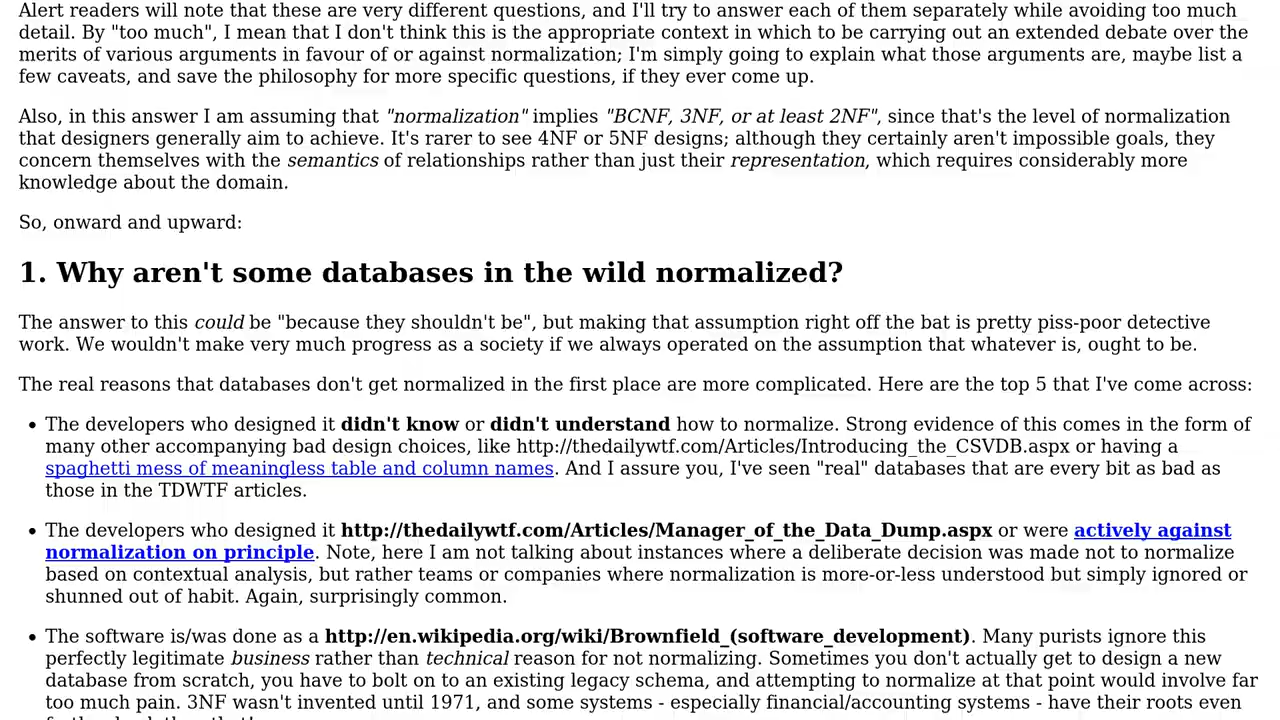 Alert readers will note that these are very different questions, and I'll try to answer each of them separately while avoiding too much
detail. By "too much", I mean that I don't think this is the appropriate context in which to be carrying out an extended debate over the
merits of various arguments in favour of or against normalization; I'm simply going to explain what those arguments are, maybe list a
few caveats, and save the philosophy for more specific questions, if they ever come up.
Also, in this answer I am assuming that "normalization" implies "BCNF, 3NF, or at least 2NF", since that's the level of normalization
that designers generally aim to achieve. It's rarer to see 4NF or 5NF designs; although they certainly aren't impossible goals, they
concern themselves with the semantics of relationships rather than just their representation, which requires considerably more
knowledge about the domain.
So, onward and upward:
1. Why aren't some databases in the wild normalized?
The answer to this could be "because they shouldn't be", but making that assumption right off the bat is pretty piss-poor detective
work. We wouldn't make very much progress as a society if we always operated on the assumption that whatever is, ought to be.
The real reasons that databases don't get normalized in the first place are more complicated. Here are the top 5 that I've come across:
• The developers who designed it didn't know or didn't understand how to normalize. Strong evidence of this comes in the form of
many other accompanying bad design choices, like http://thedailywtf.com/Articles/Introducing_the_CSVDB.aspx or having a
spaghetti mess of meaningless table and column names. And I assure you, I've seen "real" databases that are every bit as bad as
those in the TDWTF articles.
• The developers who designed it http://thedailywtf.com/Articles/Manager_of_the_Data_Dump.aspx or were actively against
normalization on principle. Note, here I am not talking about instances where a deliberate decision was made not to normalize
based on contextual analysis, but rather teams or companies where normalization is more-or-less understood but simply ignored or
shunned out of habit. Again, surprisingly common.
• The software is/was done as a http://en.wikipedia.org/wiki/Brownfield_(software_development). Many purists ignore this
perfectly legitimate business rather than technical reason for not normalizing. Sometimes you don't actually get to design a new
database from scratch, you have to bolt on to an existing legacy schema, and attempting to normalize at that point would involve far
too much pain. 3NF wasn't invented until 1971, and some systems - especially financial/accounting systems - have their roots even